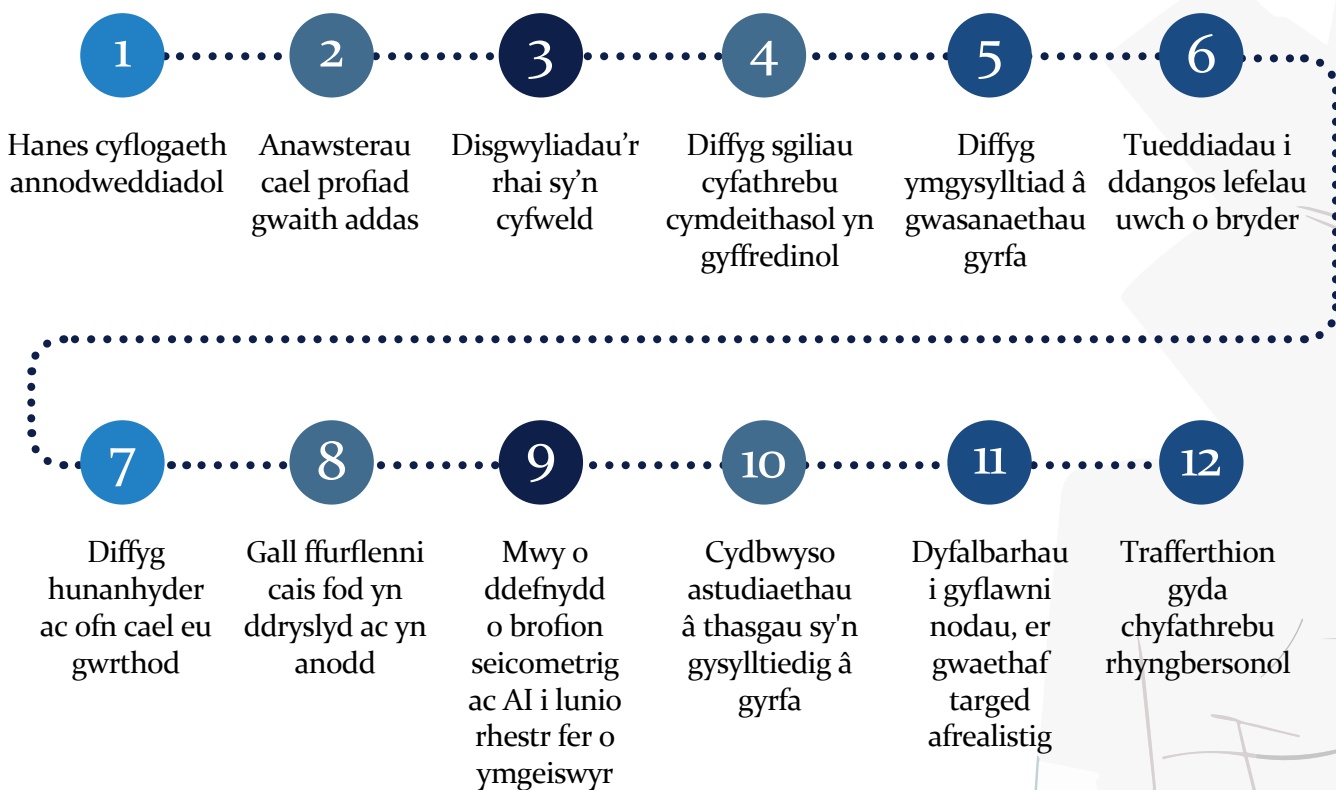 1
Hanes cyflogaeth
annodweddiadol
2
Anawsterau
cael profiad
gwaith addas
3
Disgwyliadau’r
rhai sy’n
cyfweld
4
Diffyg sgiliau
cyfathrebu
cymdeithasol yn
gyffredinol
5
Diffyg
ymgysylltiad â
gwasanaethau
gyrfa
6
Tueddiadau i
ddangos lefelau
uwch o bryder
7
Diffyg
hunanhyder
ac ofn cael eu
gwrthod
8
Gall ffurflenni
cais fod yn
ddryslyd ac yn
anodd
9
Mwy o
ddefnydd
o brofion
seicometrig
ac AI i lunio
rhestr fer o
ymgeiswyr
10
Cydbwyso
astudiaethau
â thasgau sy'n
gysylltiedig â
gyrfa
11
Dyfalbarhau
i gyflawni
nodau, er
gwaethaf
targed
afrealistig
12
Trafferthion
gyda
chyfathrebu
rhyngbersonol